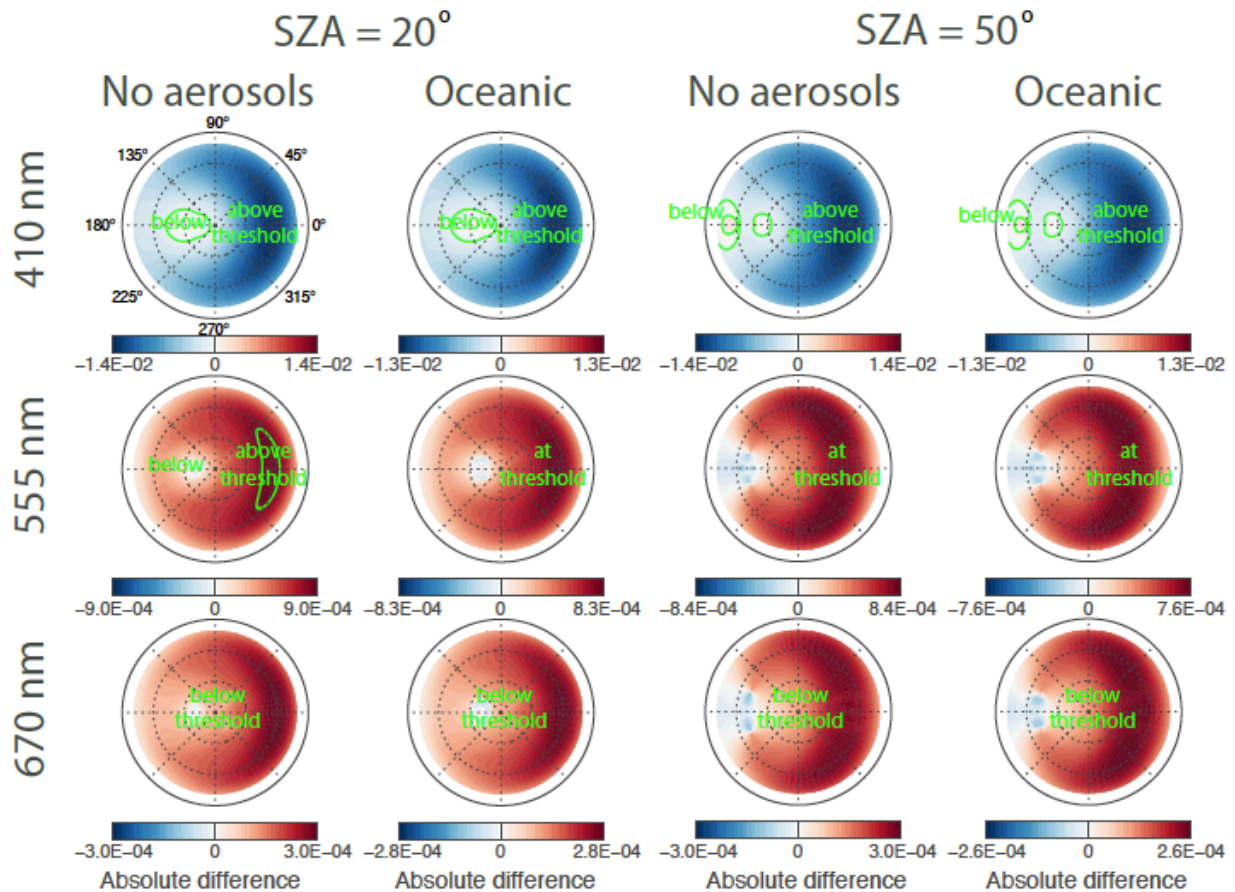 SZA = 20°
SZA = 50°
No aerosols
Oceanic
No aerosols
Oceanic
410 nm
90°
135°
45°
180°
0°
225°
315°
270°
below
above
threshold
below
above
threshold
below
above
threshold
below
above
threshold
−1.4E−02 0 1.4E−02
−1.3E−02 0 1.3E−02
−1.4E−02 0 1.4E−02
−1.3E−02 0 1.3E−02
555 nm
below
above
threshold
at
threshold
at
threshold
at
threshold
−9.0E−04 0 9.0E−04
−8.3E−04 0 8.3E−04
−8.4E−04 0 8.4E−04
−7.6E−04 0 7.6E−04
670 nm
below
threshold
below
threshold
below
threshold
below
threshold
−3.0E−04 0 3.0E−04
−2.8E−04 0 2.8E−04
−3.0E−04 0 3.0E−04
−2.6E−04 0 2.6E−04
Absolute difference
Absolute difference
Absolute difference
Absolute difference